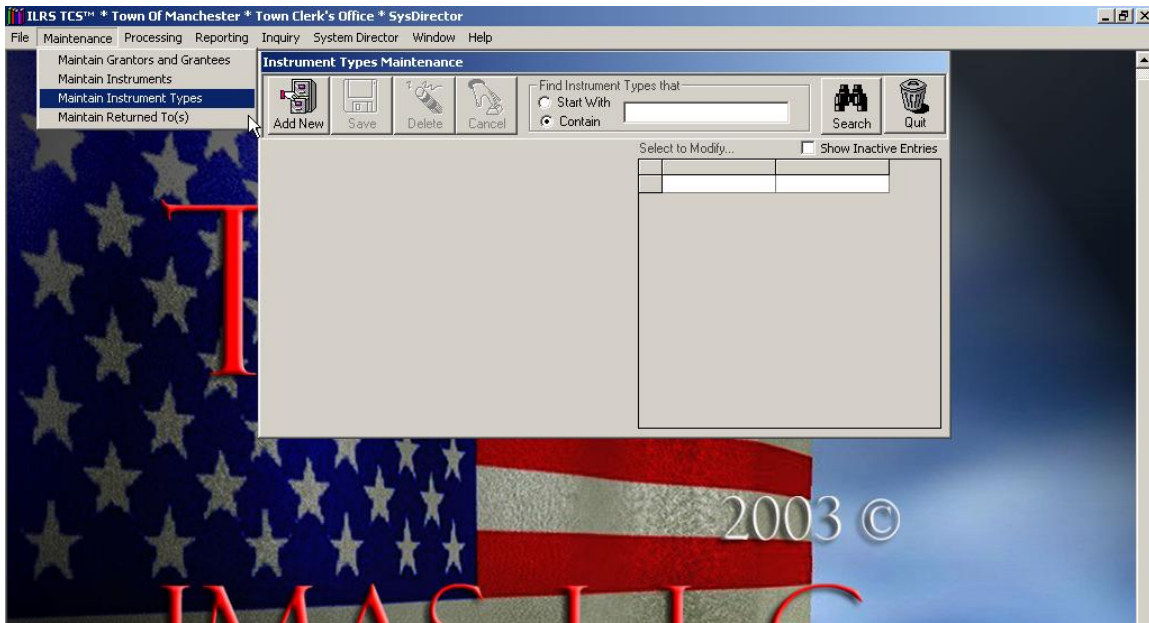 ILRS TCS™ * Town Of Manchester * Town Clerk's Office * SysDirector
File Maintenance Processing Reporting Inquiry System Director Window Help
Maintain Grantors and Grantees
Maintain Instruments
Maintain Instrument Types
Maintain Returned To(s)
Instrument Types Maintenance
Add New Save Delete Cancel
Find Instrument Types that
Start With
Contain
Search Quit
Select to Modify... Show Inactive Entries
T
2003 ©